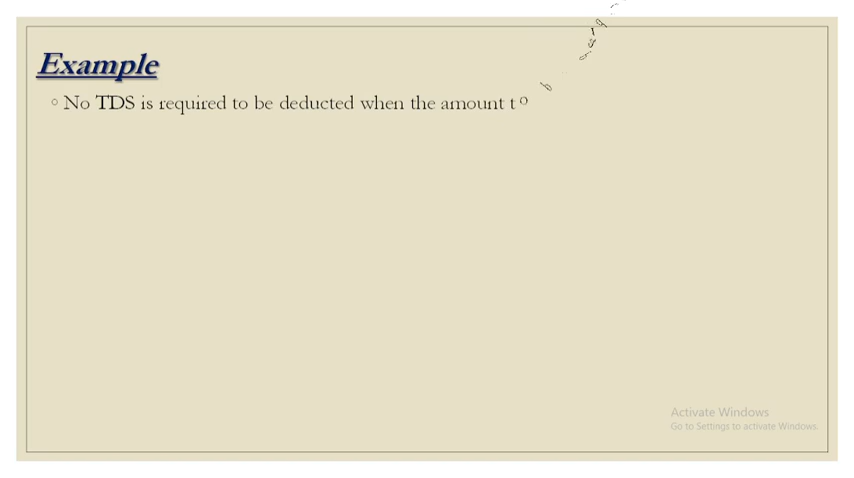 Example
No TDS is required to be deducted when the amount to
Activate Windows
Go to Settings to activate Windows.